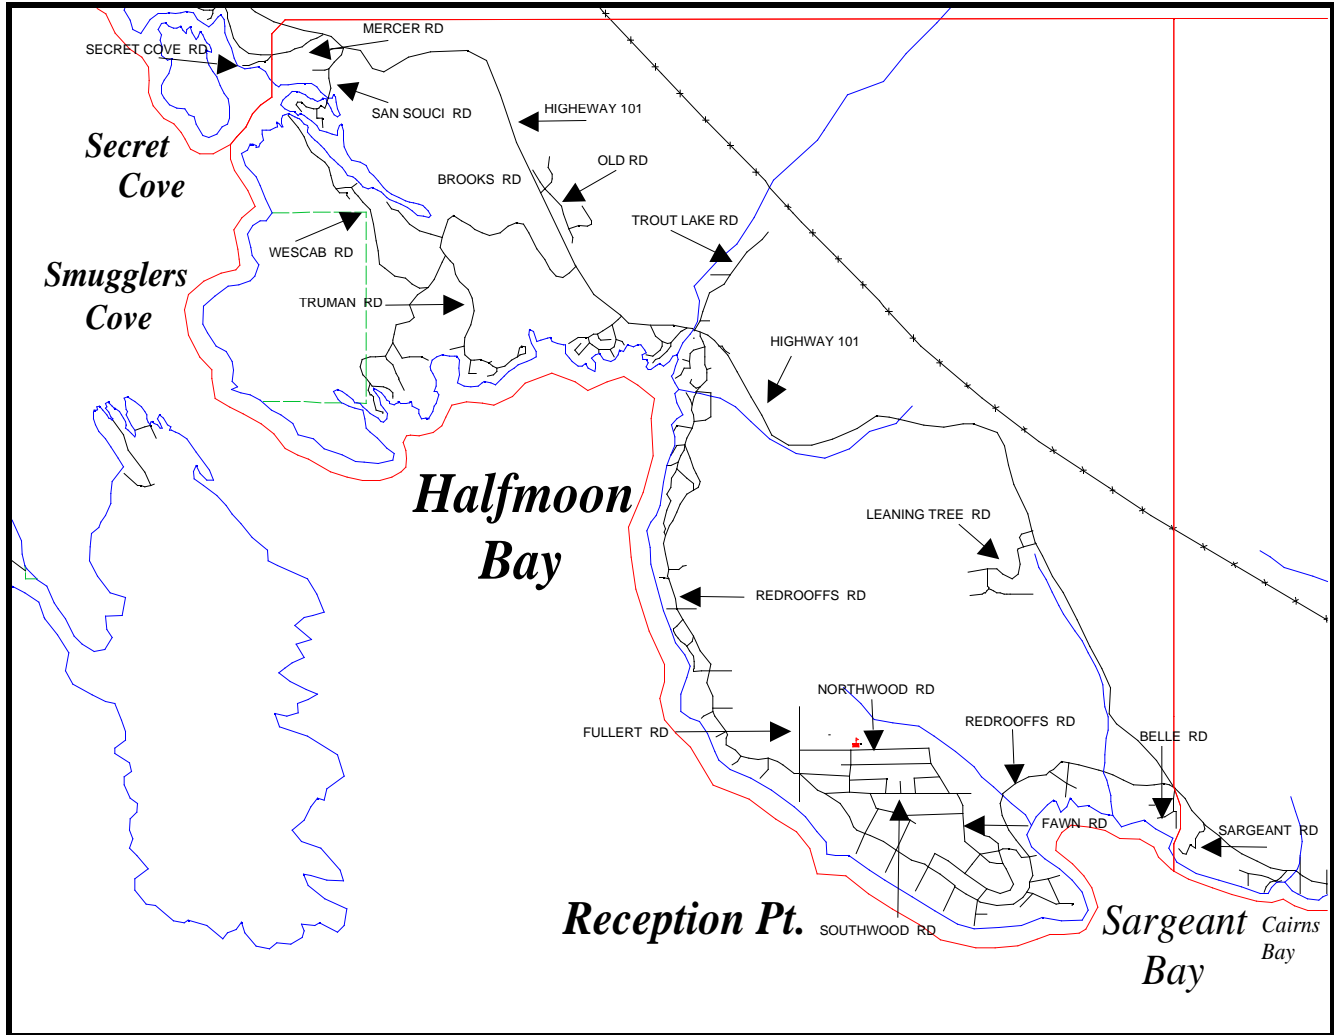 MERCER RD
SECRET COVE RD
SAN SOUCI RD
HIGHEWAY 101
Secret
Cove
OLD RD
BROOKS RD
TROUT LAKE RD
WESCAB RD
Smugglers
Cove
TRUMAN RD
HIGHWAY 101
Halfmoon
Bay
LEANING TREE RD
REDROOFFS RD
NORTHWOOD RD
FULLERT RD
REDROOFFS RD
BELLE RD
FAWN RD
SARGEANT RD
Reception Pt.
SOUTHWOOD RD
Sargeant
Bay
Cairns
Bay